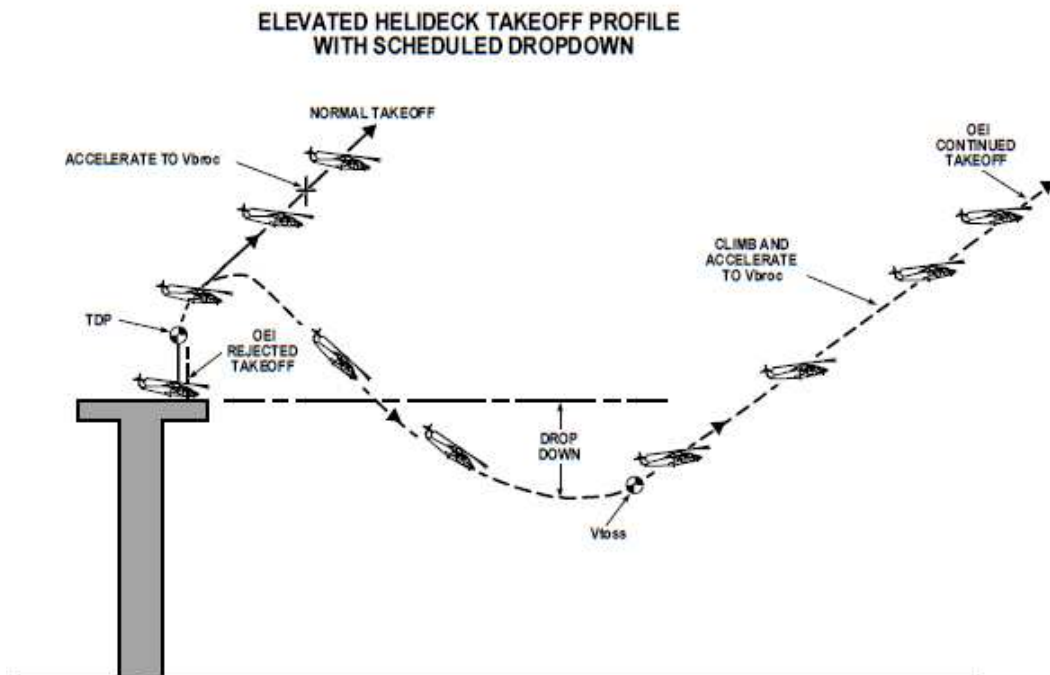 ELEVATED HELIDECK TAKEOFF PROFILE
WITH SCHEDULED DROPDOWN
NORMAL TAKEOFF
ACCELERATE TO Vbroc
OEI
CONTINUED
TAKEOFF
CLIMB AND
ACCELERATE
TO Vbroc
TDP
OEI
REJECTED
TAKEOFF
DROP
DOWN
Vtoss